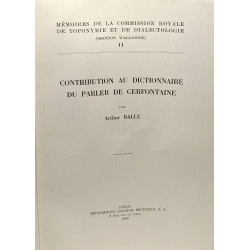 MÉMOIRES DE LA COMMISSION ROYALE
DE TOPONYMIE ET DE DIALECTOLOGIE
(SECTION WALLONNE)
11
CONTRIBUTION AU DICTIONNAIRE
DU PARLER DE CERFONTAINE
PAR
Arthur BALLE
LIÈGE